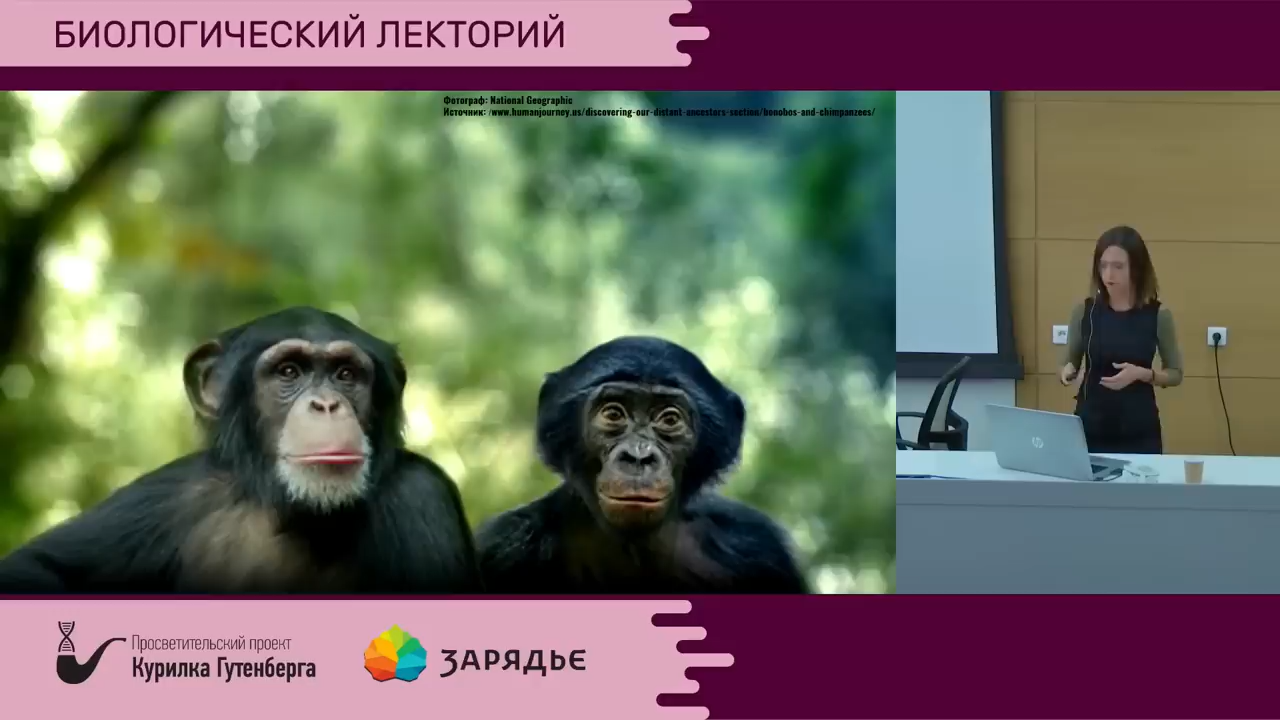 БИОЛОГИЧЕСКИЙ ЛЕКТОРИЙ
Фотограф: National Geographic
Источник: /www.humanjourney.us/discovering-our-distant-ancestors-section/bonobos-and-chimpanzees/
hp
Просветительский проект
Курилка Гутенберга
ЗАРЯДЬЕ